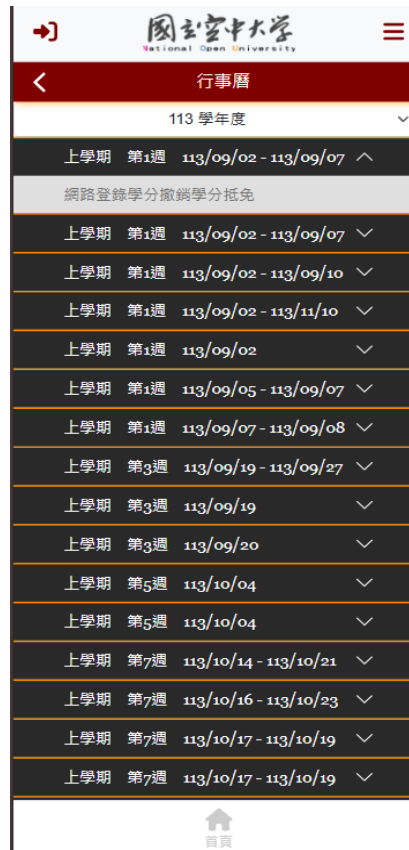 國立空中大學
National Open University
行事曆
113 學年度
上學期 第1週 113/09/02 - 113/09/07
網路登錄學分撤銷學分抵免
上學期 第1週 113/09/02 - 113/09/07
上學期 第1週 113/09/02 - 113/09/10
上學期 第1週 113/09/02 - 113/11/10
上學期 第1週 113/09/02
上學期 第1週 113/09/05 - 113/09/07
上學期 第1週 113/09/07 - 113/09/08
上學期 第3週 113/09/19 - 113/09/27
上學期 第3週 113/09/19
上學期 第3週 113/09/20
上學期 第5週 113/10/04
上學期 第5週 113/10/04
上學期 第7週 113/10/14 - 113/10/21
上學期 第7週 113/10/16 - 113/10/23
上學期 第7週 113/10/17 - 113/10/19
上學期 第7週 113/10/17 - 113/10/19
首頁